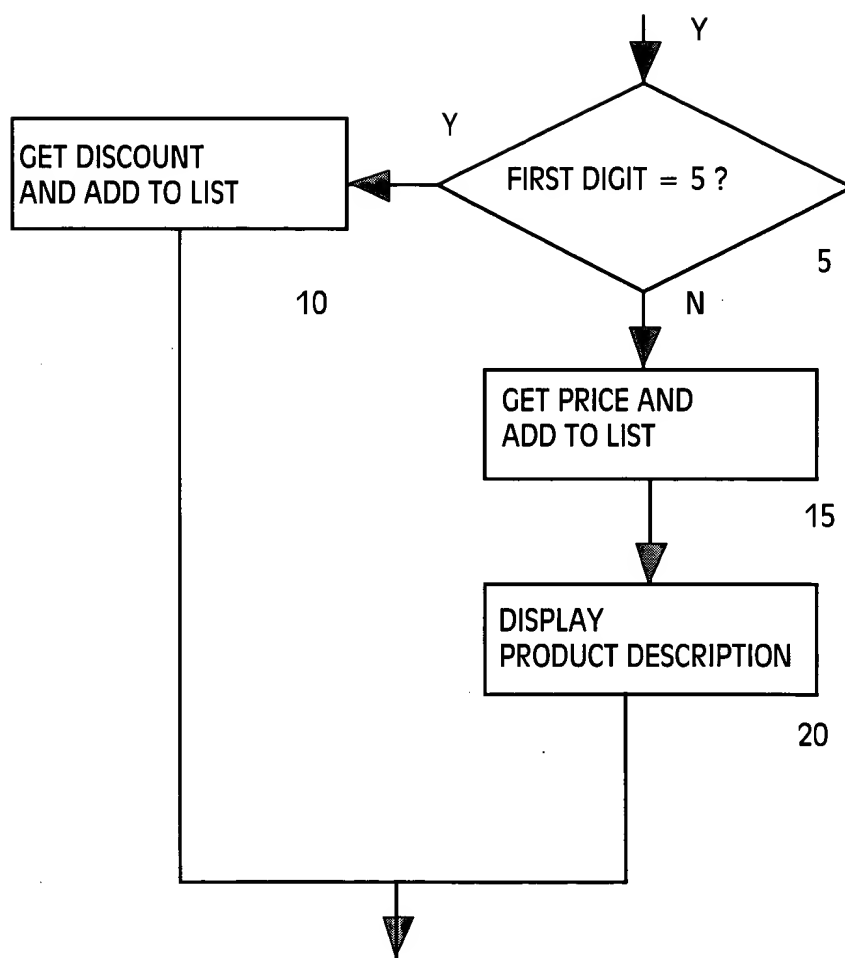 Y
Y
GET DISCOUNT
AND ADD TO LIST
FIRST DIGIT = 5 ?
5
10
N
GET PRICE AND
ADD TO LIST
15
DISPLAY
PRODUCT DESCRIPTION
20